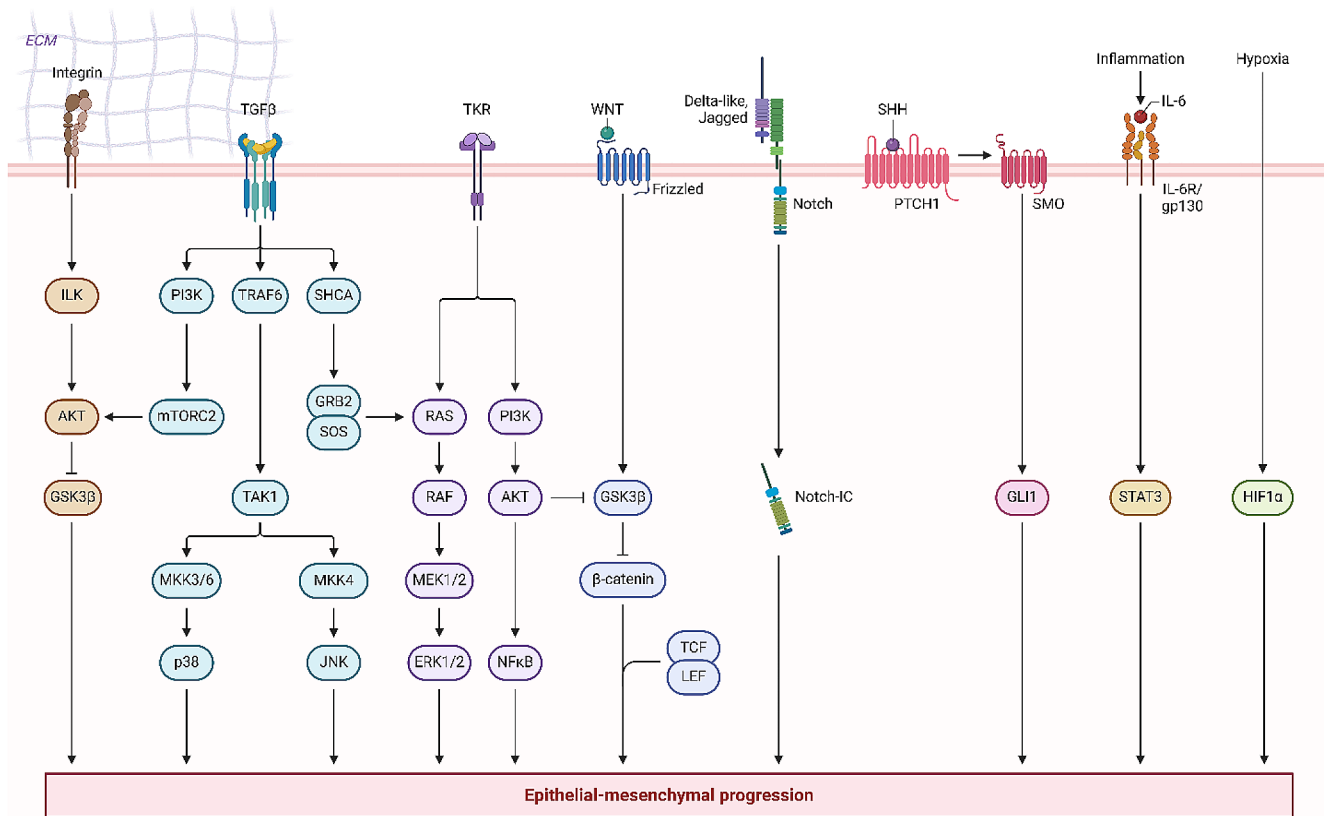 ECM
Integrin
TGFβ
TKR
WNT
Frizzled
Delta-like,
Jagged
Notch
SHH
PTCH1
SMO
Inflammation
IL-6
IL-6R/
gp130
Hypoxia
ILK
PI3K
TRAF6
SHCA
AKT
mTORC2
GRB2
SOS
RAS
PI3K
GSK3β
TAK1
RAF
AKT
GSK3β
Notch-IC
GLI1
STAT3
HIF1α
MKK3/6
MKK4
MEK1/2
β-catenin
p38
JNK
ERK1/2
NFκB
TCF
LEF
Epithelial-mesenchymal progression